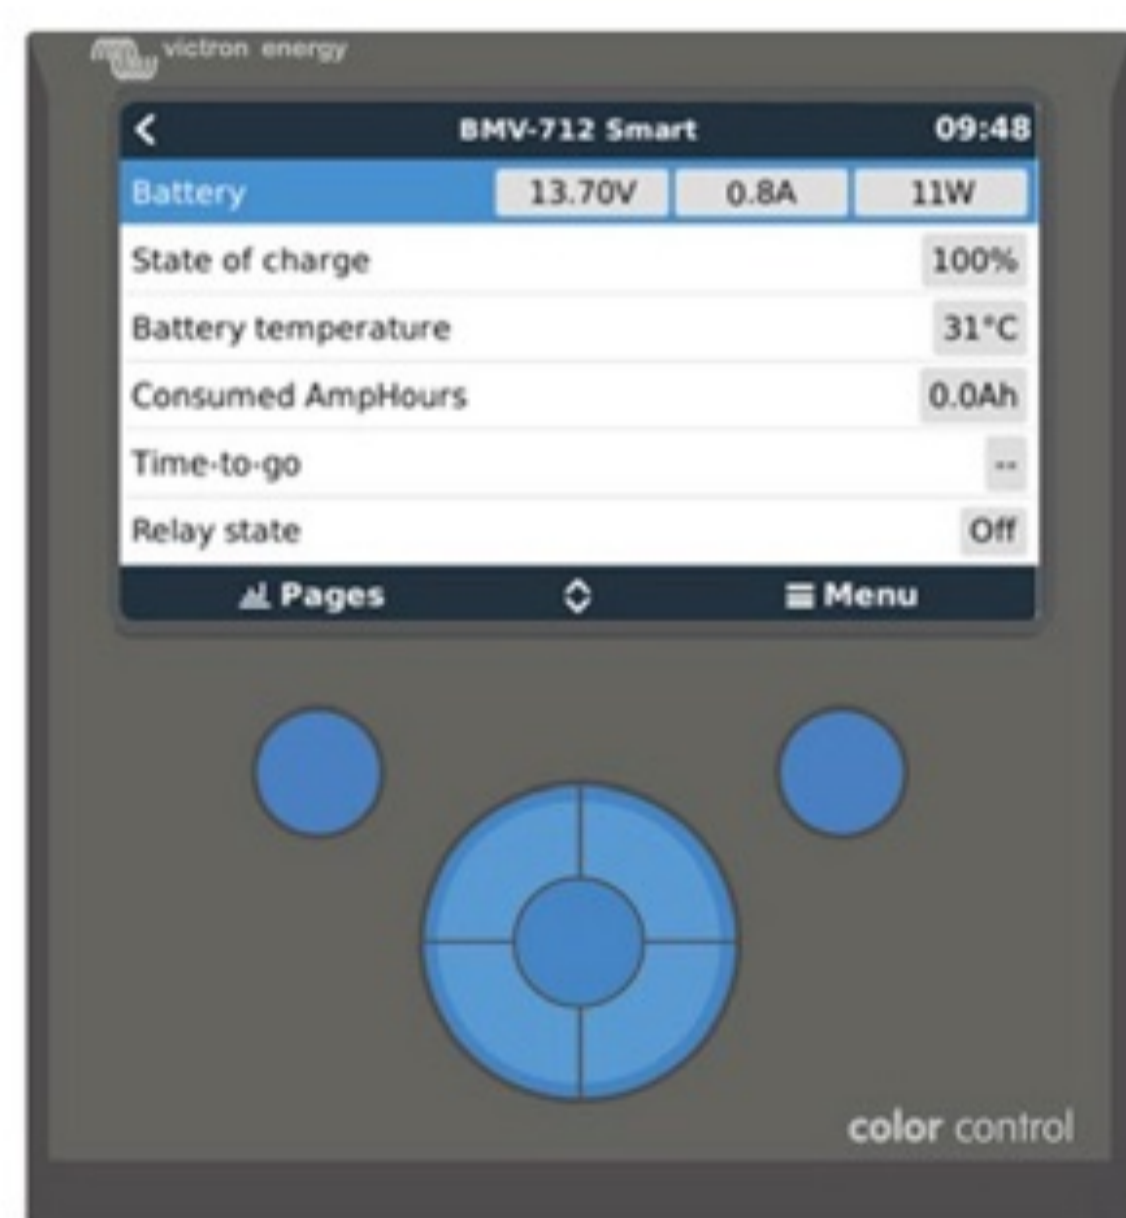 victron energy
BMV-712 Smart 09:48
Battery 13.70V 0.8A 11W
State of charge 100%
Battery temperature 31°C
Consumed AmpHours 0.0Ah
Time-to-go --
Relay state Off
Pages Menu
color control